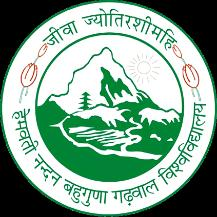 जीवा ज्योतिरशीमहि
हेमवती नन्दन बहुगुणा गढ़वाल विश्वविद्यालय